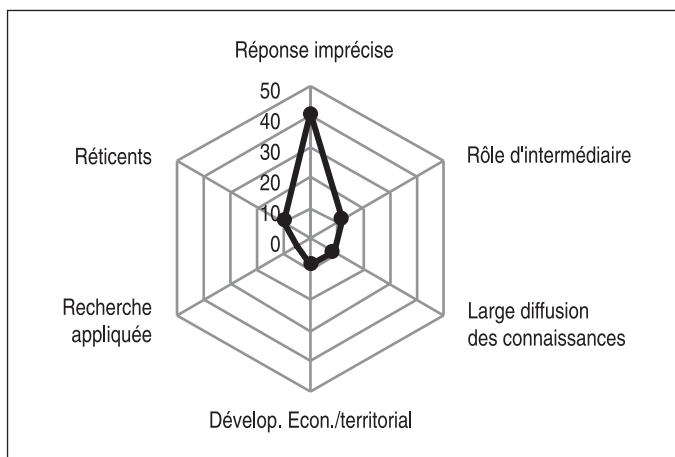 Réponse imprécise
50
40
30
20
10
0
Réticents
Rôle d'intermédiaire
Recherche
appliquée
Large diffusion
des connaissances
Dévelop. Econ./territorial